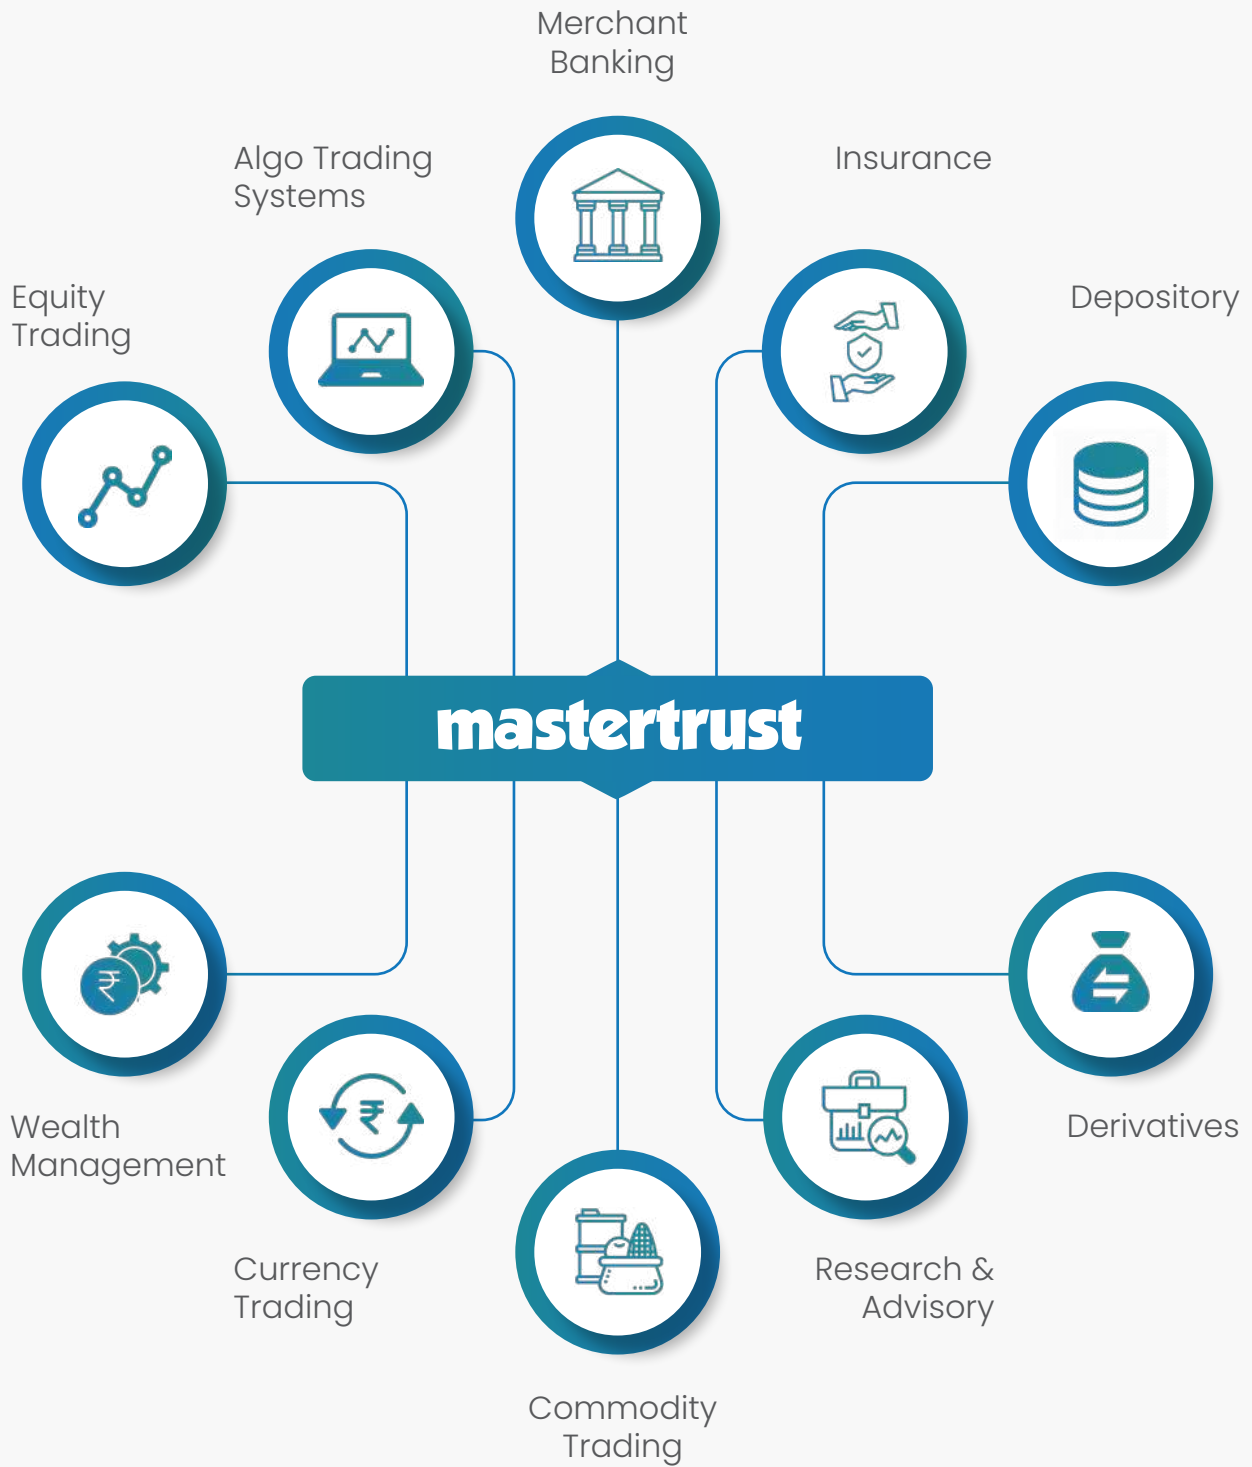 Merchant
Banking
Algo Trading
Systems
Insurance
Equity
Trading
Depository
mastertrust
₹
Wealth
Management
₹
Currency
Trading
Derivatives
Research &
Advisory
Commodity
Trading